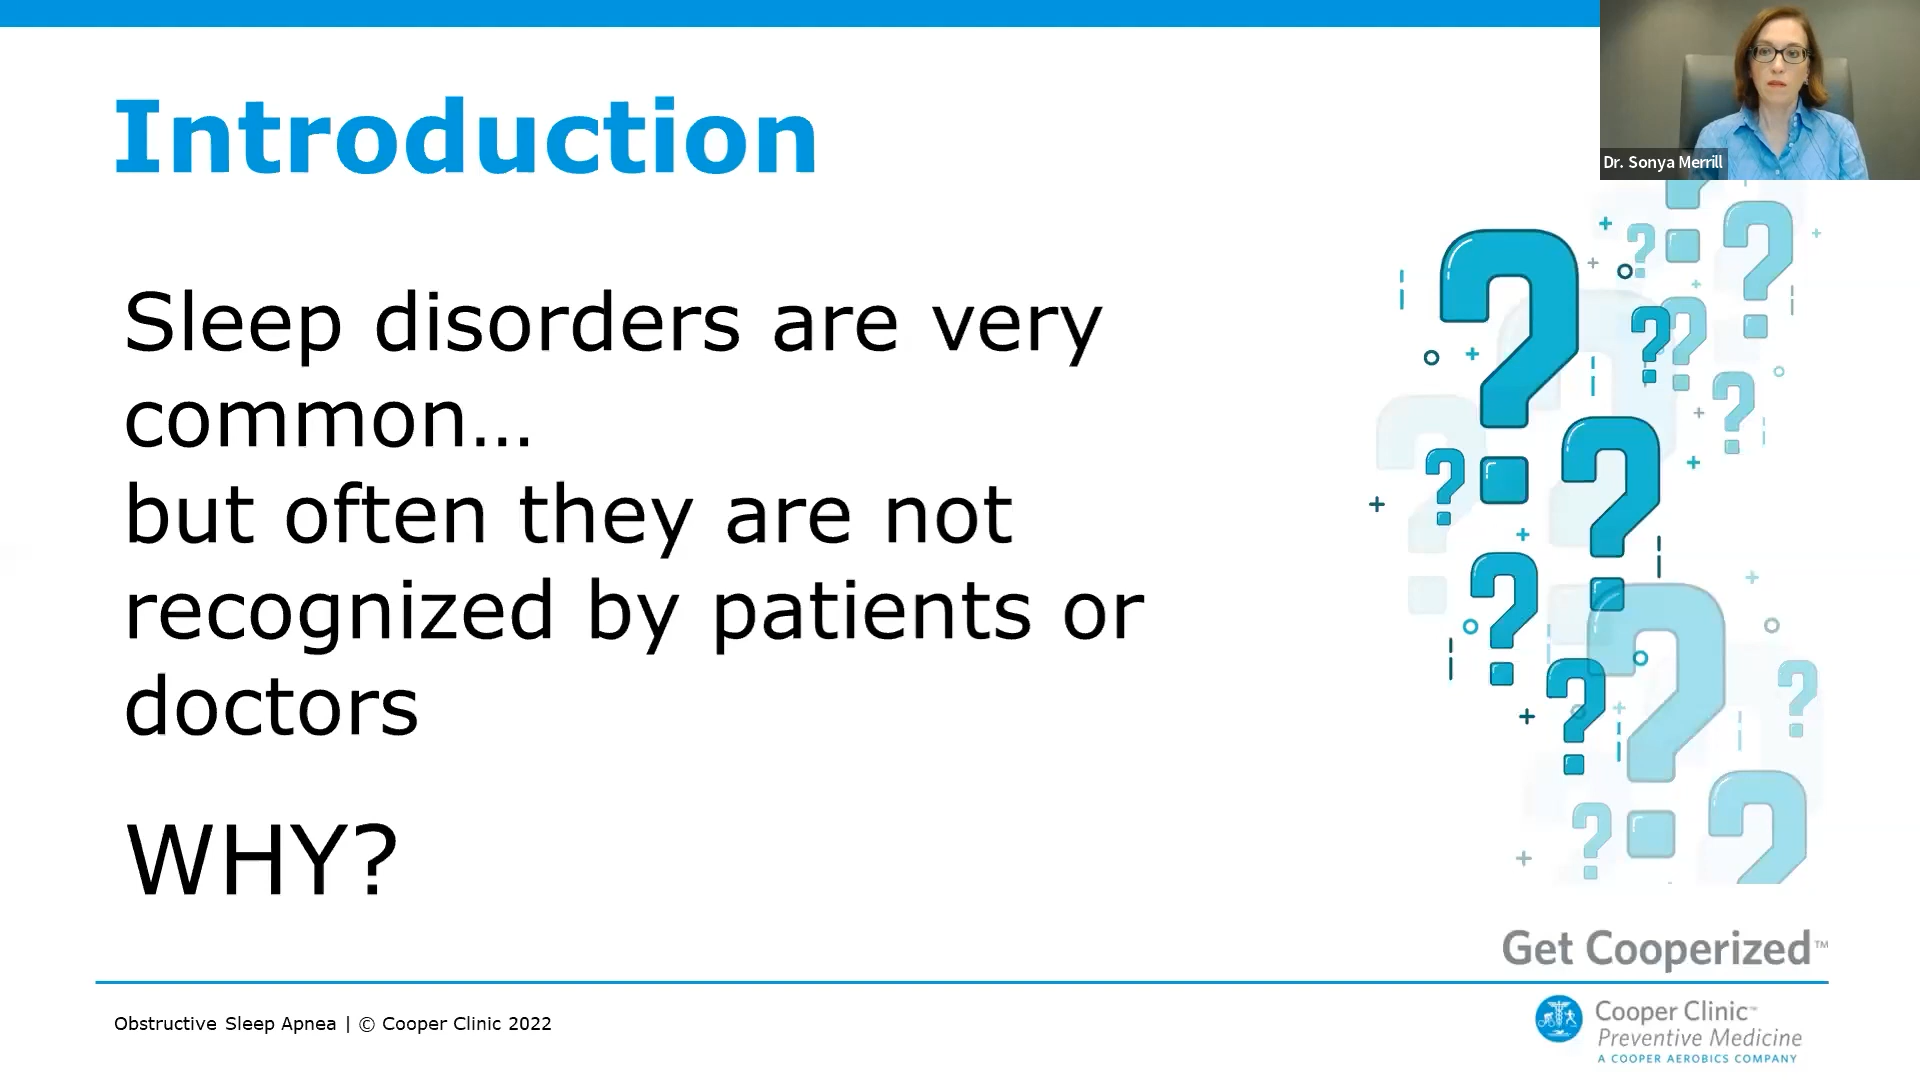 Introduction
Dr. Sonya Merrill
Sleep disorders are very
common…
but often they are not
recognized by patients or
doctors
WHY?
Get Cooperized™
Obstructive Sleep Apnea | © Cooper Clinic 2022
Cooper Clinic™
Preventive Medicine
A COOPER AEROBICS COMPANY